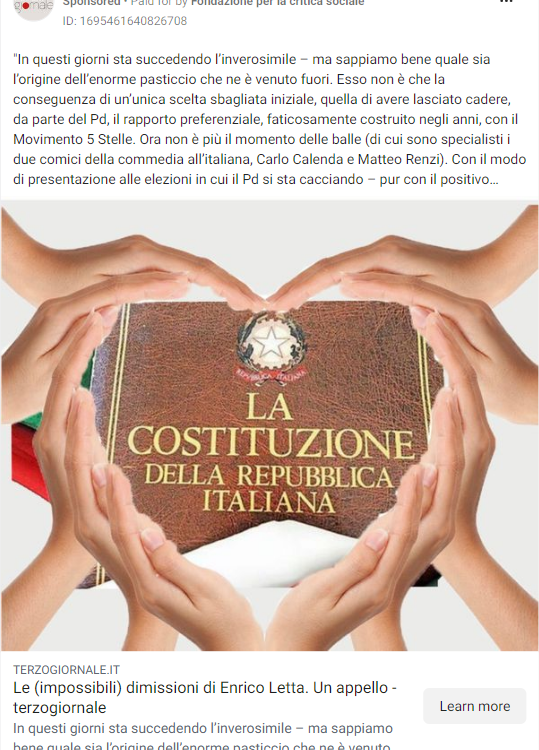 giornale
Sponsored • Paid for by Fondazione per la critica sociale
ID: 1695461640826708
"In questi giorni sta succedendo l'inverosimile – ma sappiamo bene quale sia
l'origine dell'enorme pasticcio che ne è venuto fuori. Esso non è che la
conseguenza di un'unica scelta sbagliata iniziale, quella di avere lasciato cadere,
da parte del Pd, il rapporto preferenziale, faticosamente costruito negli anni, con il
Movimento 5 Stelle. Ora non è più il momento delle balle (di cui sono specialisti i
due comici della commedia all'italiana, Carlo Calenda e Matteo Renzi). Con il modo
di presentazione alle elezioni in cui il Pd si sta cacciando – pur con il positivo…
REPVBBLICA ITALIANA
LA
COSTITUZIONE
DELLA REPUBBLICA
ITALIANA
TERZOGIORNALE.IT
Le (impossibili) dimissioni di Enrico Letta. Un appello -
terzogiornale
Learn more
In questi giorni sta succedendo l'inverosimile – ma sappiamo
bene quale sia l'origine dell'enorme pasticcio che ne è venuto